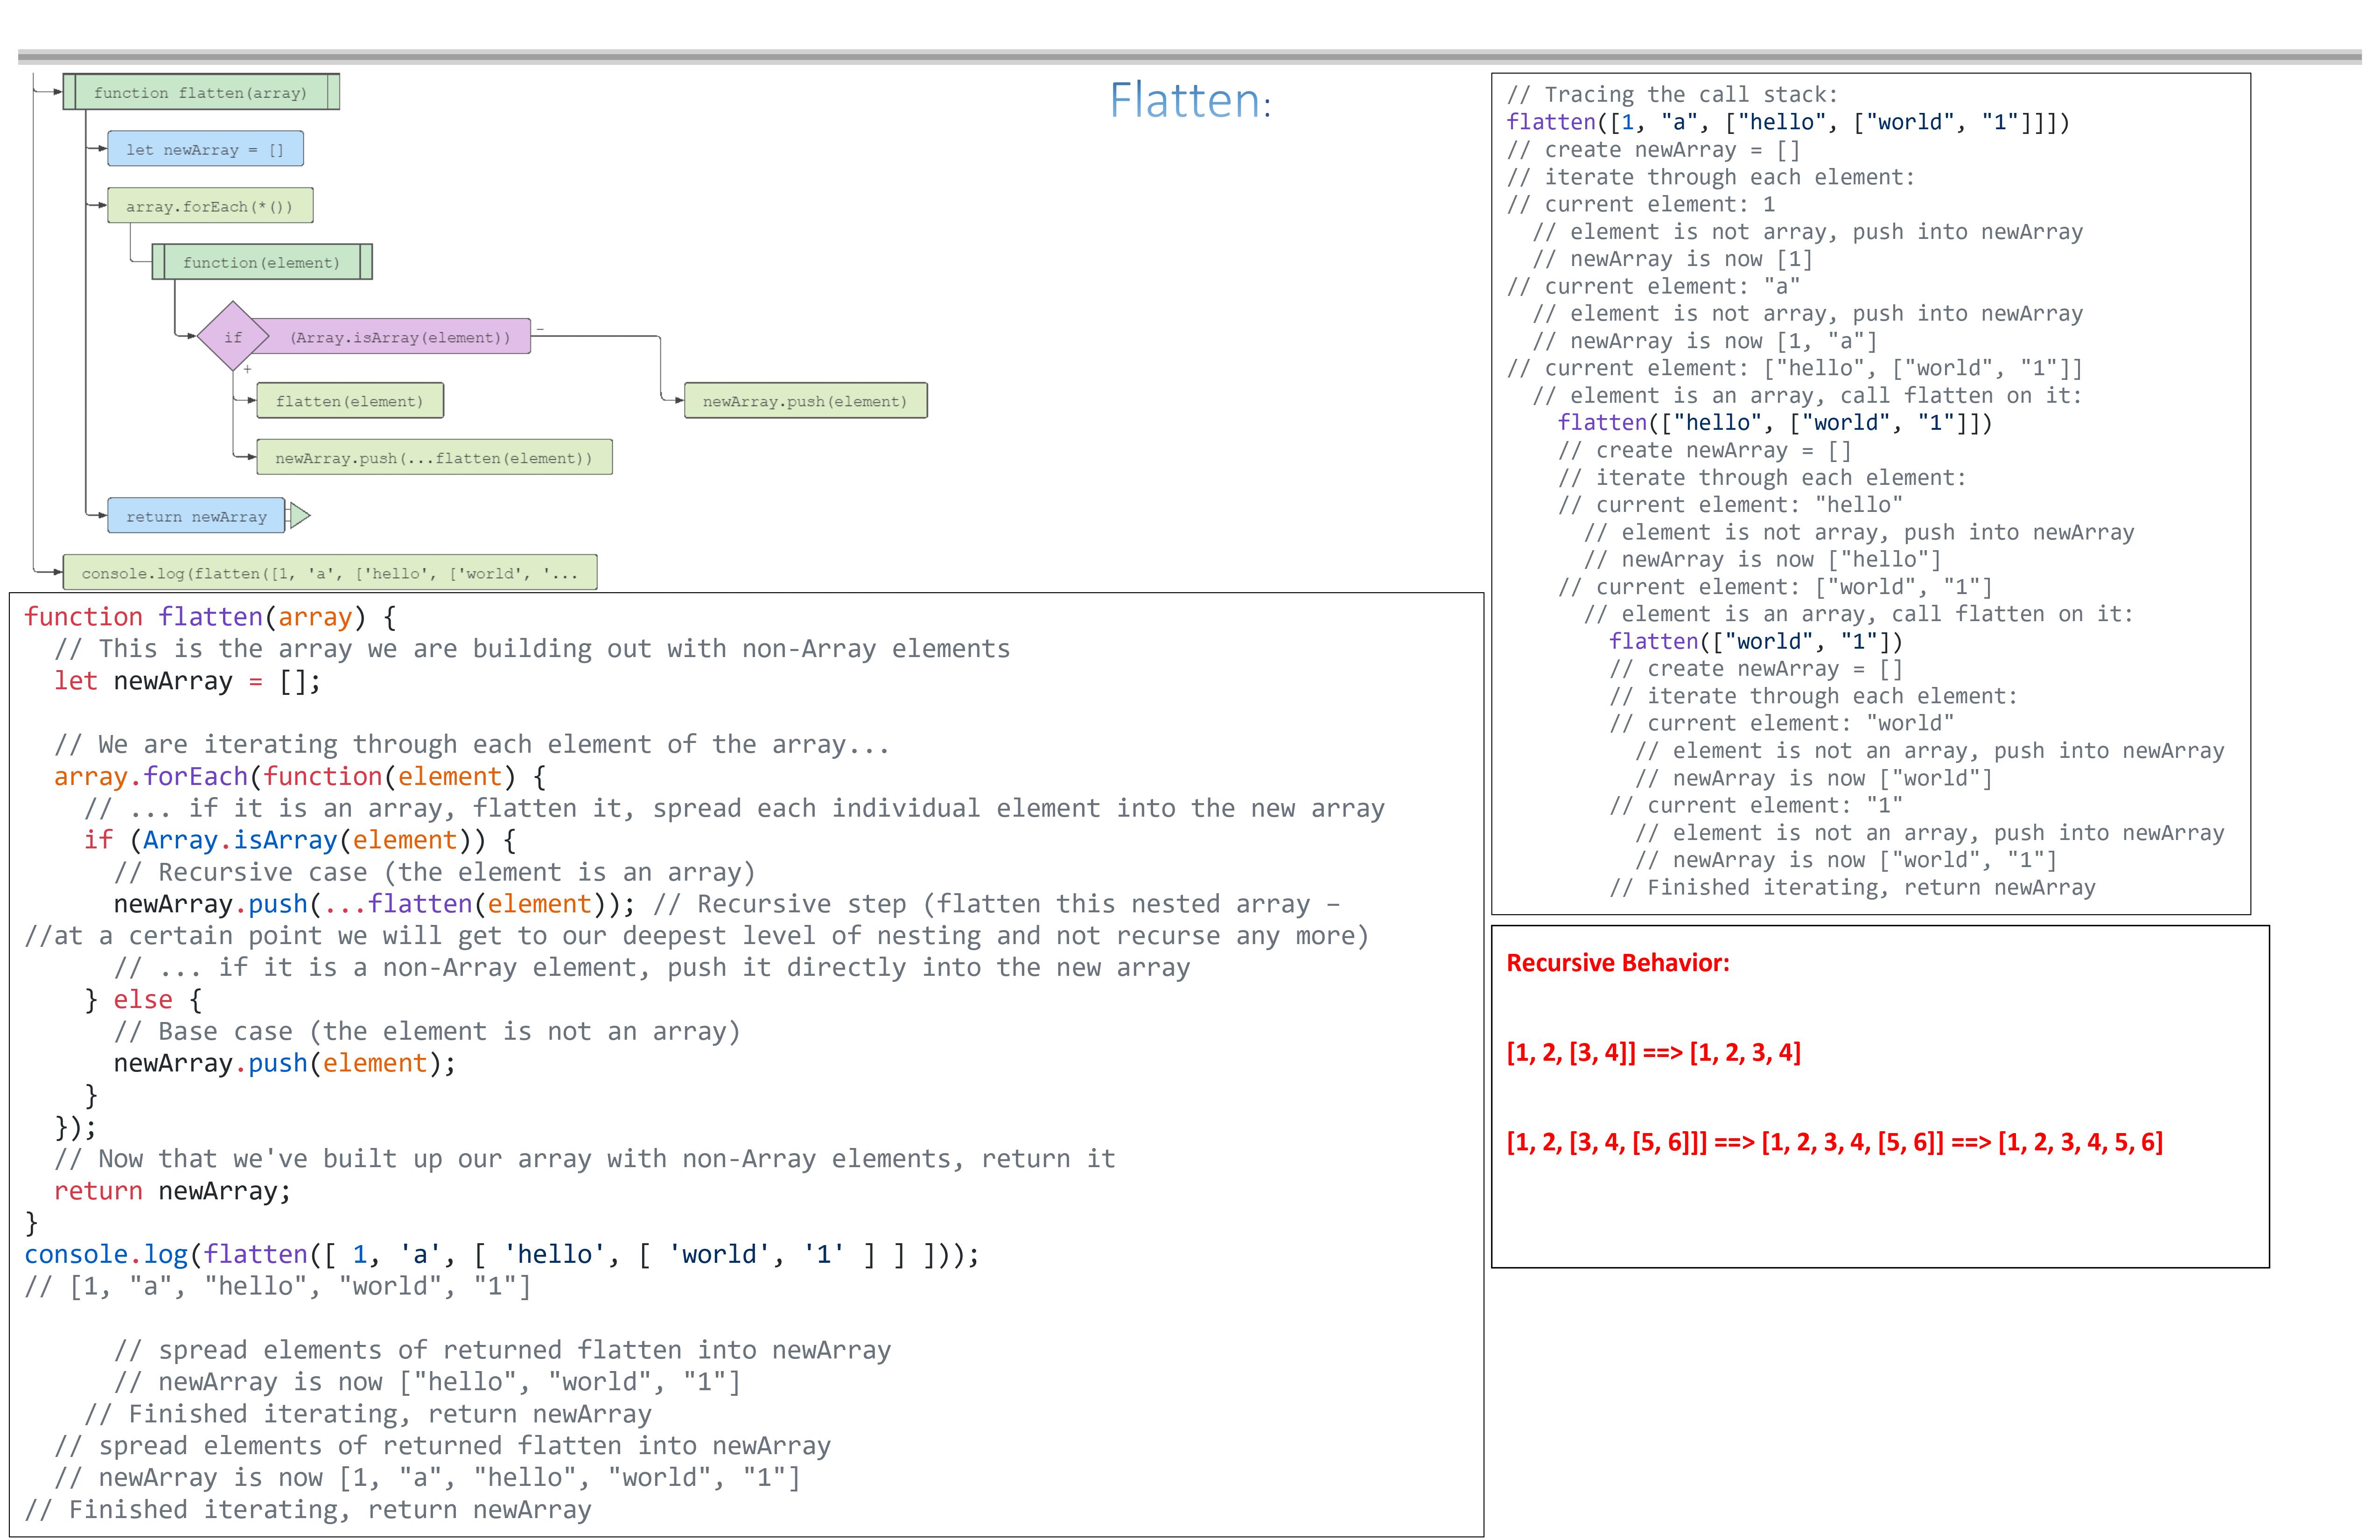 Flatten:
function flatten(array)
let newArray = []
array.forEach(*())
function(element)
if (Array.isArray(element)) -
+
flatten(element)
newArray.push(element)
newArray.push(...flatten(element))
return newArray
console.log(flatten([1, 'a', ['hello', ['world', '...
function flatten(array) {
  // This is the array we are building out with non-Array elements
  let newArray = [];

  // We are iterating through each element of the array...
  array.forEach(function(element) {
    // ... if it is an array, flatten it, spread each individual element into the new array
    if (Array.isArray(element)) {
      // Recursive case (the element is an array)
      newArray.push(...flatten(element)); // Recursive step (flatten this nested array –
//at a certain point we will get to our deepest level of nesting and not recurse any more)
      // ... if it is a non-Array element, push it directly into the new array
    } else {
      // Base case (the element is not an array)
      newArray.push(element);
    }
  });
  // Now that we've built up our array with non-Array elements, return it
  return newArray;
}
console.log(flatten([ 1, 'a', [ 'hello', [ 'world', '1' ] ] ]));
// [1, "a", "hello", "world", "1"]

      // spread elements of returned flatten into newArray
      // newArray is now ["hello", "world", "1"]
    // Finished iterating, return newArray
  // spread elements of returned flatten into newArray
  // newArray is now [1, "a", "hello", "world", "1"]
// Finished iterating, return newArray
// Tracing the call stack:
flatten([1, "a", ["hello", ["world", "1"]]])
// create newArray = []
// iterate through each element:
// current element: 1
  // element is not array, push into newArray
  // newArray is now [1]
// current element: "a"
  // element is not array, push into newArray
  // newArray is now [1, "a"]
// current element: ["hello", ["world", "1"]]
  // element is an array, call flatten on it:
    flatten(["hello", ["world", "1"]])
    // create newArray = []
    // iterate through each element:
    // current element: "hello"
      // element is not array, push into newArray
      // newArray is now ["hello"]
    // current element: ["world", "1"]
      // element is an array, call flatten on it:
        flatten(["world", "1"])
        // create newArray = []
        // iterate through each element:
        // current element: "world"
          // element is not an array, push into newArray
          // newArray is now ["world"]
        // current element: "1"
          // element is not an array, push into newArray
          // newArray is now ["world", "1"]
        // Finished iterating, return newArray
Recursive Behavior:
[1, 2, [3, 4]] ==> [1, 2, 3, 4]
[1, 2, [3, 4, [5, 6]]] ==> [1, 2, 3, 4, [5, 6]] ==> [1, 2, 3, 4, 5, 6]